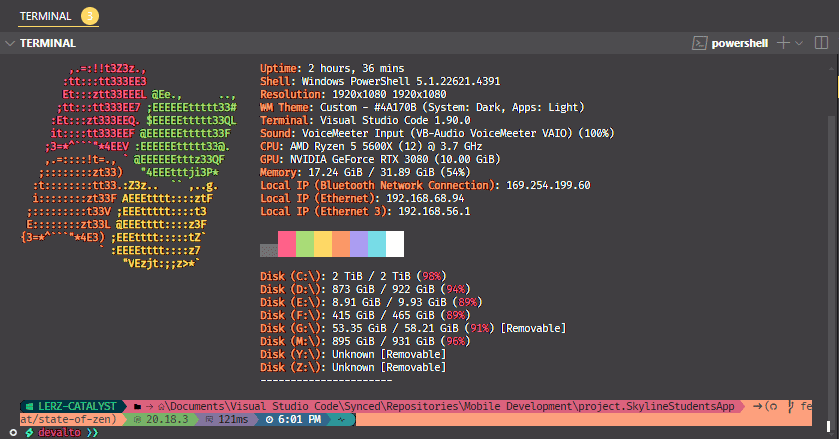 TERMINAL 3
TERMINAL powershell
,.=:!!t3Z3z., Uptime: 2 hours, 36 mins
:tt:::tt333EE3 Shell: Windows PowerShell 5.1.22621.4391
Et:::ztt33EEEL @Ee., .., Resolution: 1920x1080 1920x1080
;tt:::tt333EE7 ;EEEEEEttttt33# WM Theme: Custom - #4A170B (System: Dark, Apps: Light)
:Et:::zt333EEQ. $EEEEEttttt33QL Terminal: Visual Studio Code 1.90.0
it::::tt333EEF @EEEEEEttttt33F Sound: VoiceMeeter Input (VB-Audio VoiceMeeter VAIO) (100%)
;3=*^```"*4EEV :EEEEEEttttt33@. CPU: AMD Ryzen 5 5600X (12) @ 3.7 GHz
,.=::::!t=., ` @EEEEEEtttz33QF GPU: NVIDIA GeForce RTX 3080 (10.00 GiB)
;::::::::zt33) "4EEEtttji3P* Memory: 17.24 GiB / 31.89 GiB (54%)
:t::::::::tt33.:Z3z.. `` ,..g. Local IP (Bluetooth Network Connection): 169.254.199.60
i::::::::zt33F AEEEtttt::::ztF Local IP (Ethernet): 192.168.68.94
;:::::::::t33V ;EEEttttt::::t3 Local IP (Ethernet 3): 192.168.56.1
E::::::::zt33L @EEEtttt::::z3F
{3=*^```"*4E3) ;EEEtttt:::::tZ`
` :EEEEtttt::::z7
"VEzjt:;;z>*`
Disk (C:\): 2 TiB / 2 TiB (98%)
Disk (D:\): 873 GiB / 922 GiB (94%)
Disk (E:\): 8.91 GiB / 9.93 GiB (89%)
Disk (F:\): 415 GiB / 465 GiB (89%)
Disk (G:\): 53.35 GiB / 58.21 GiB (91%) [Removable]
Disk (M:\): 895 GiB / 931 GiB (96%)
Disk (Y:\): Unknown [Removable]
Disk (Z:\): Unknown [Removable]
----------------------
LERZ-CATALYST → \Documents\Visual Studio Code\Synced\Repositories\Mobile Development\project.SkylineStudentsApp →( fe
at/state-of-zen) 20.18.3 121ms 6:01 PM
devalto ❯❯